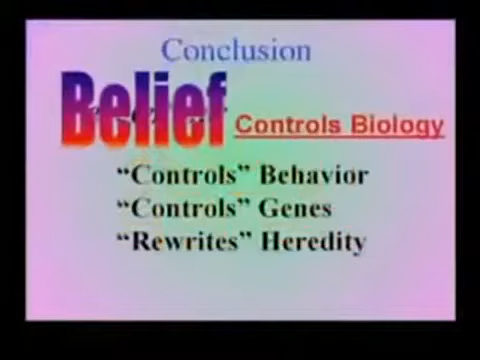 Conclusion
Belief Controls Biology
“Controls” Behavior
“Controls” Genes
“Rewrites” Heredity